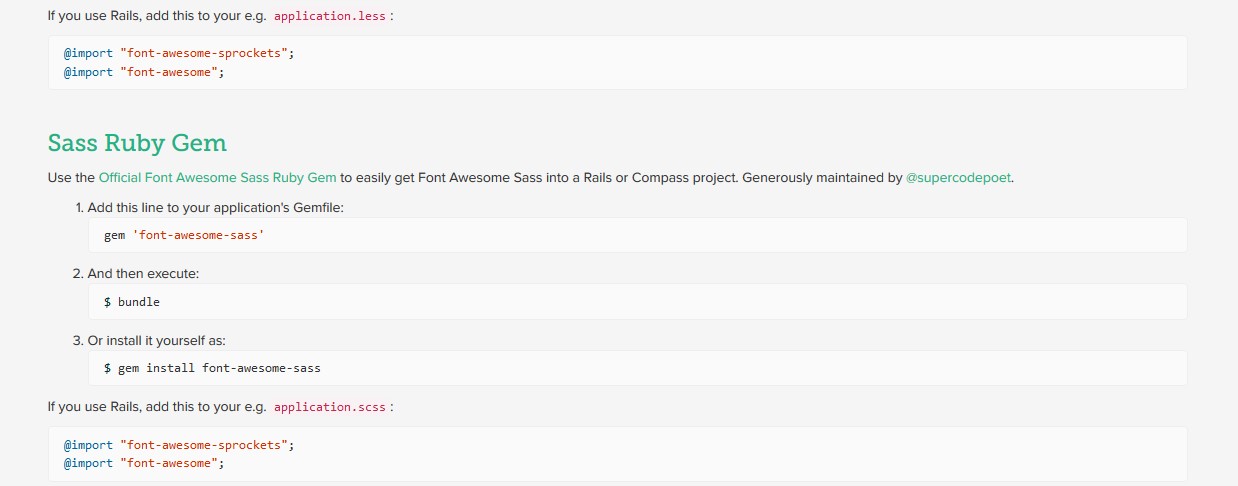 If you use Rails, add this to your e.g. application.less :
@import "font-awesome-sprockets";
@import "font-awesome";
Sass Ruby Gem
Use the Official Font Awesome Sass Ruby Gem to easily get Font Awesome Sass into a Rails or Compass project. Generously maintained by @supercodepoet.
1. Add this line to your application's Gemfile:
gem 'font-awesome-sass'
2. And then execute:
$ bundle
3. Or install it yourself as:
$ gem install font-awesome-sass
If you use Rails, add this to your e.g. application.scss :
@import "font-awesome-sprockets";
@import "font-awesome";